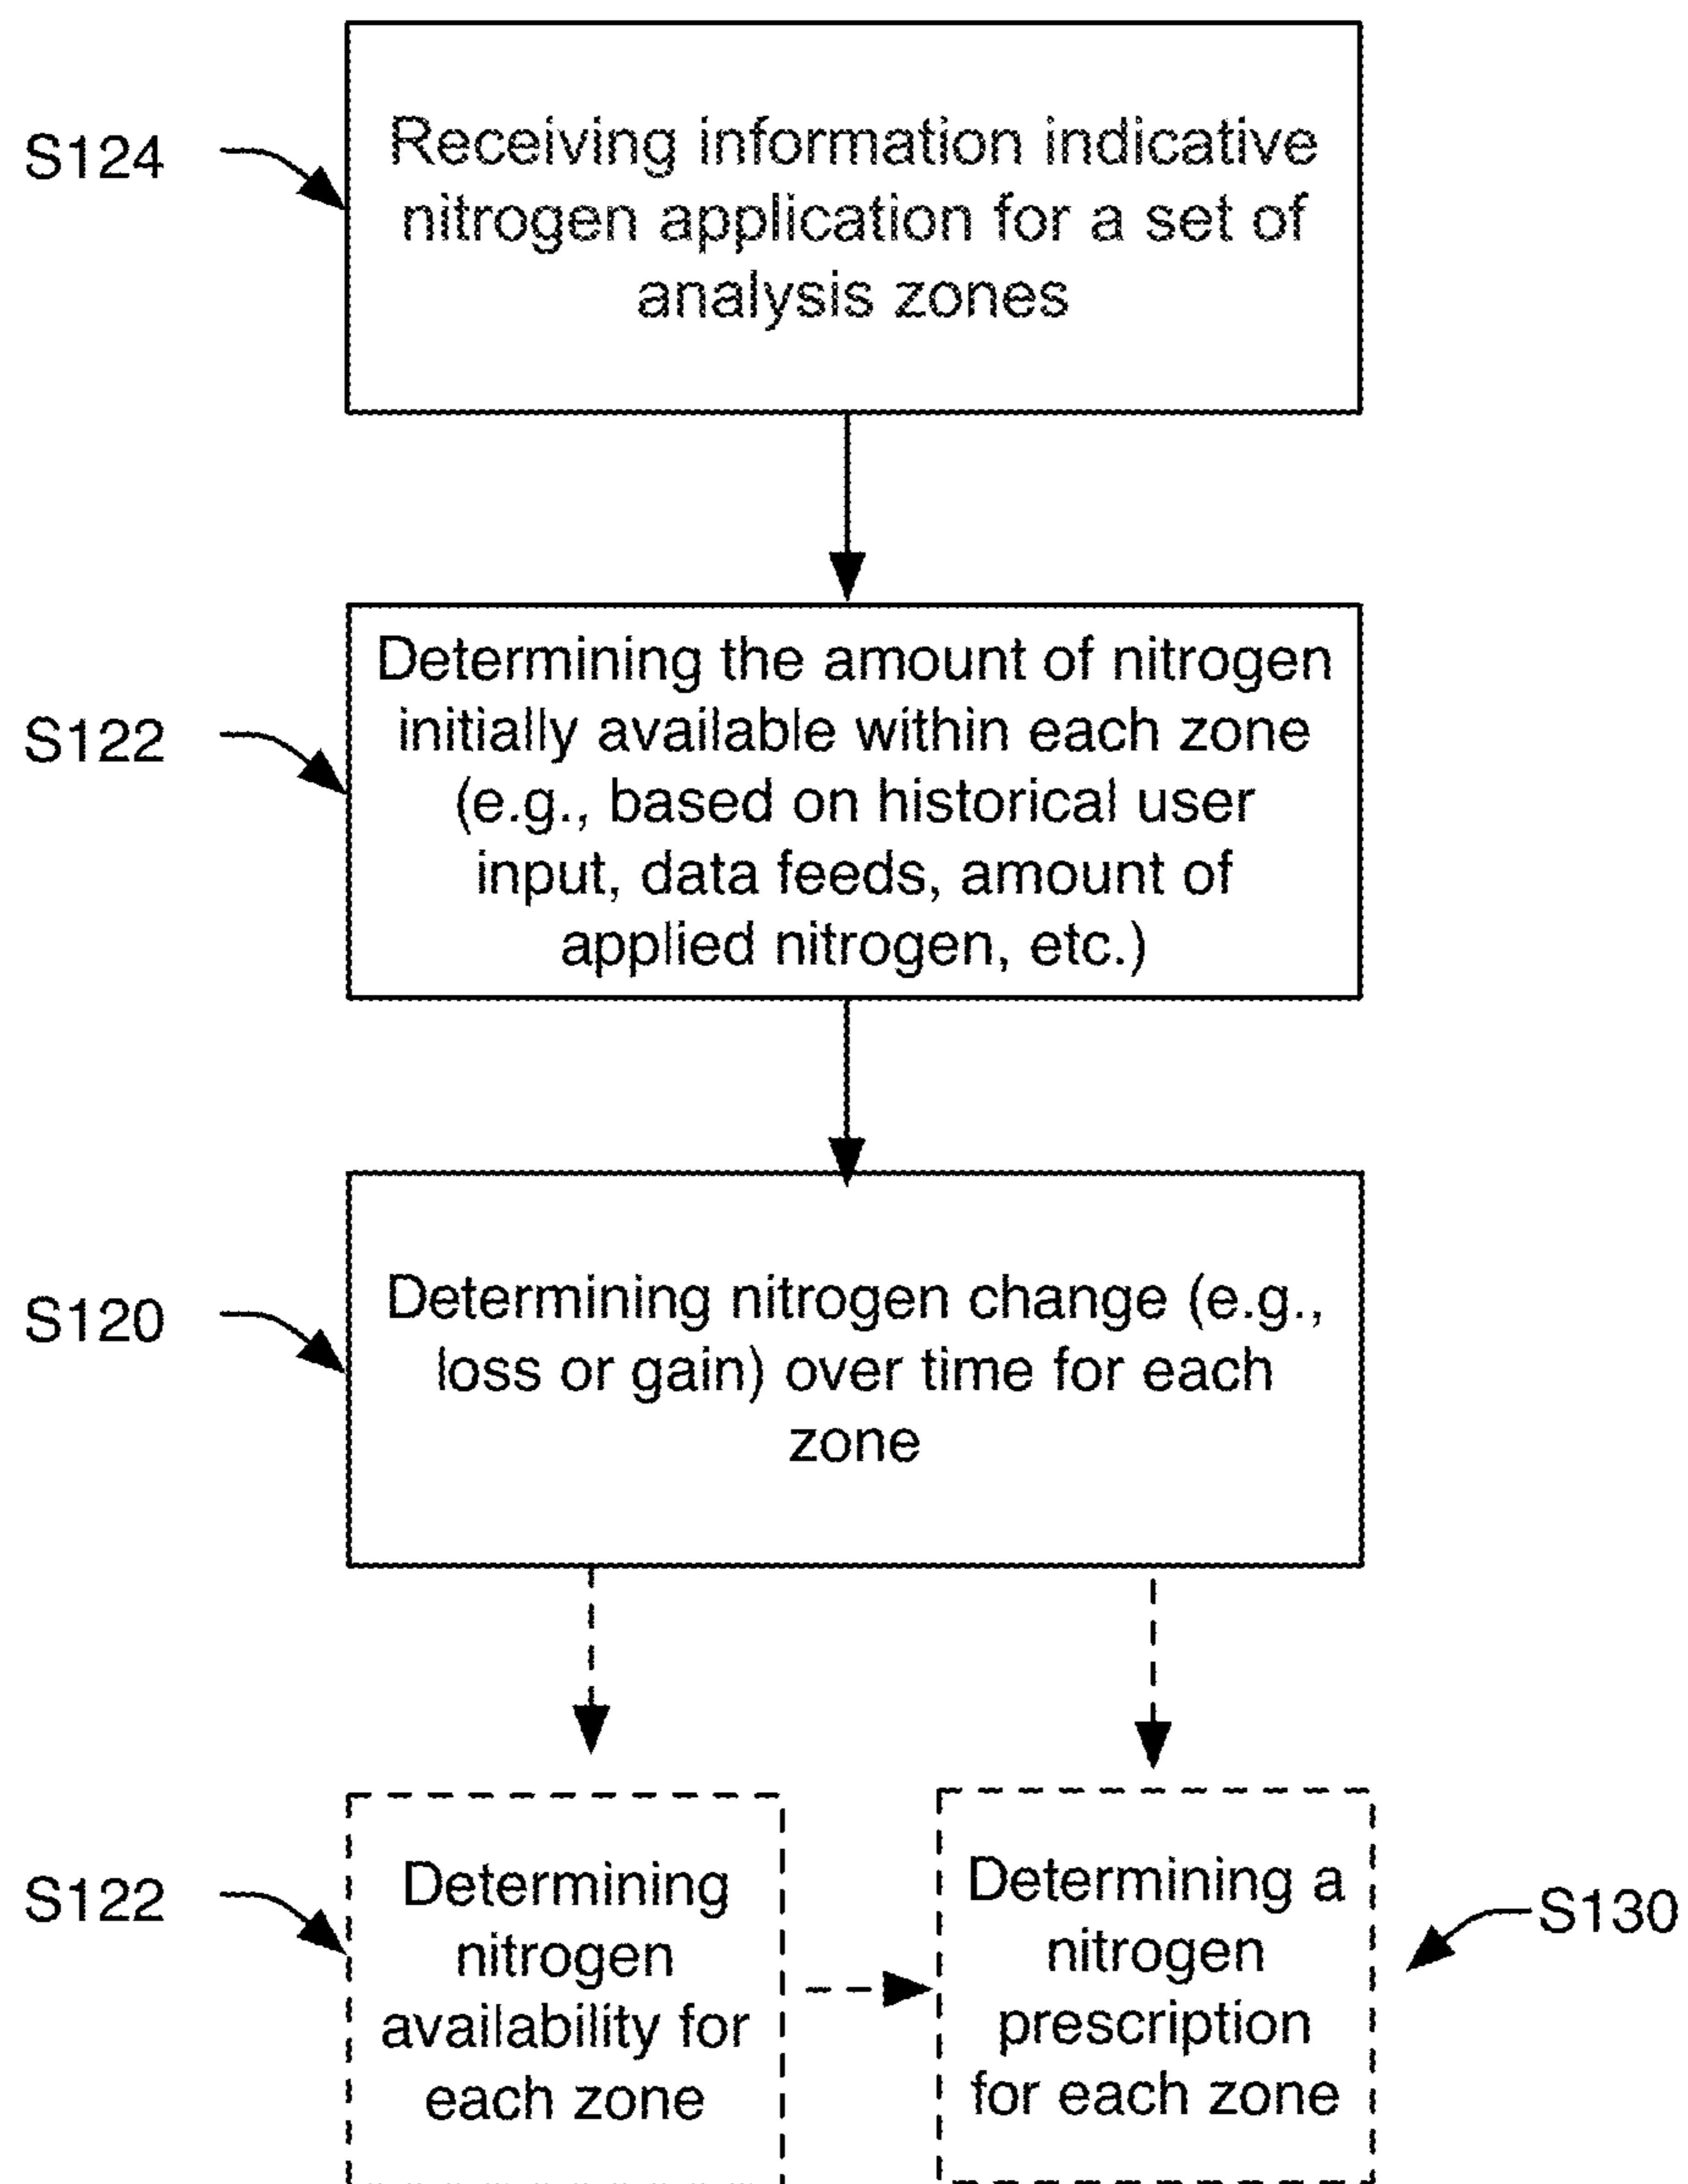 S124
Receiving information indicative
nitrogen application for a set of
analysis zones
S122
Determining the amount of nitrogen
initially available within each zone
(e.g., based on historical user
input, data feeds, amount of
applied nitrogen, etc.)
S120
Determining nitrogen change (e.g.,
loss or gain) over time for each
zone
S122
Determining
nitrogen
availability for
each zone
Determining a
nitrogen
prescription
for each zone
S130